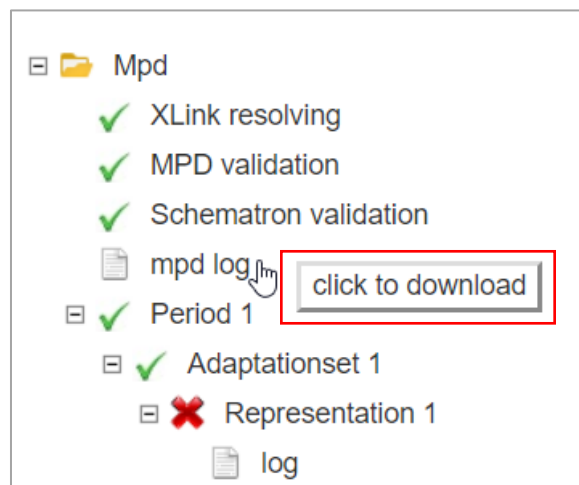 Mpd
XLink resolving
MPD validation
Schematron validation
mpd log
click to download
Period 1
Adaptationset 1
Representation 1
log